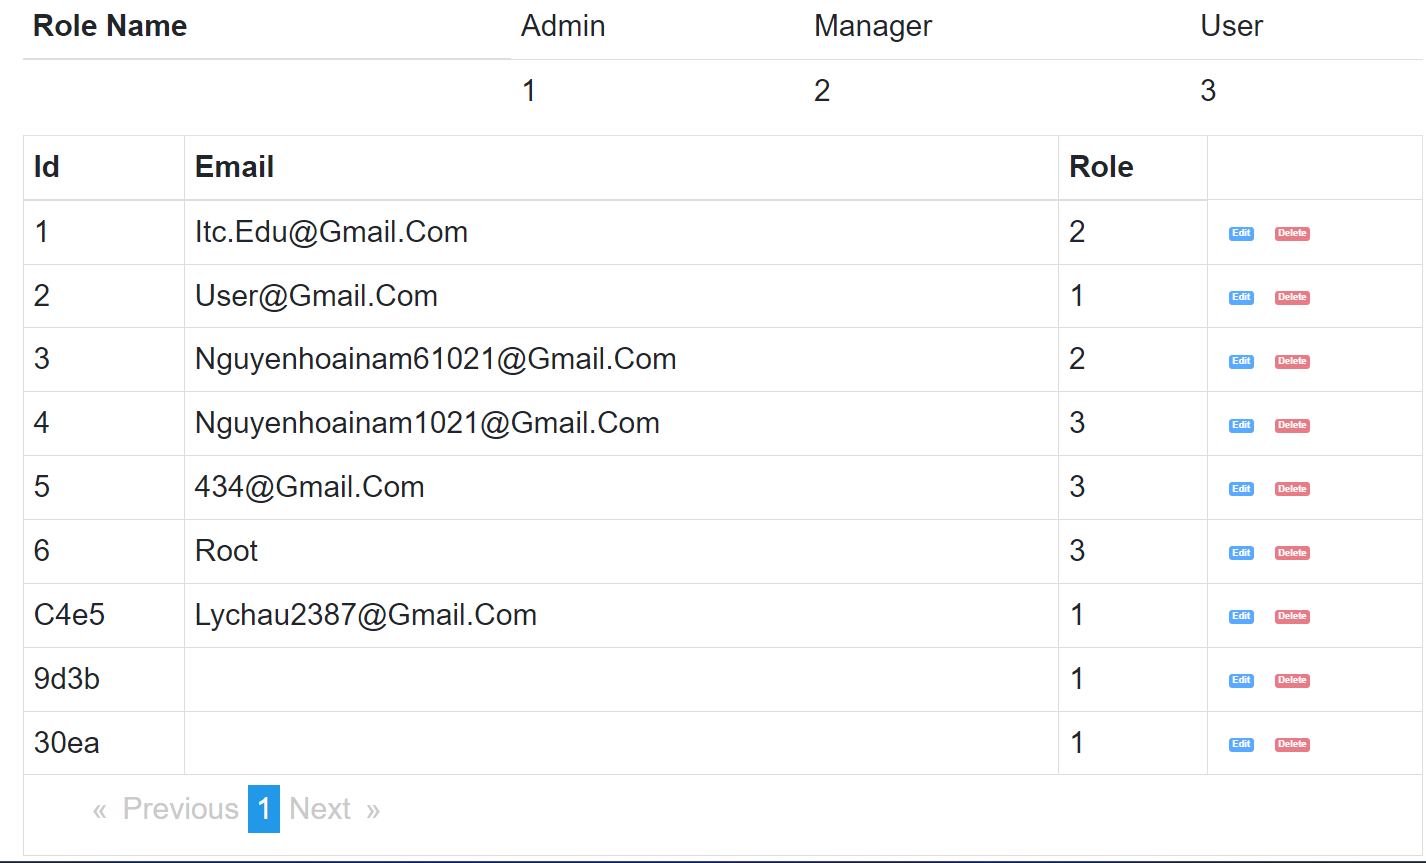 Role Name Admin Manager User
1 2 3
Id Email Role
1 Itc.Edu@Gmail.Com 2 Edit Delete
2 User@Gmail.Com 1 Edit Delete
3 Nguyenhoainam61021@Gmail.Com 2 Edit Delete
4 Nguyenhoainam1021@Gmail.Com 3 Edit Delete
5 434@Gmail.Com 3 Edit Delete
6 Root 3 Edit Delete
C4e5 Lychau2387@Gmail.Com 1 Edit Delete
9d3b 1 Edit Delete
30ea 1 Edit Delete
« Previous 1 Next »